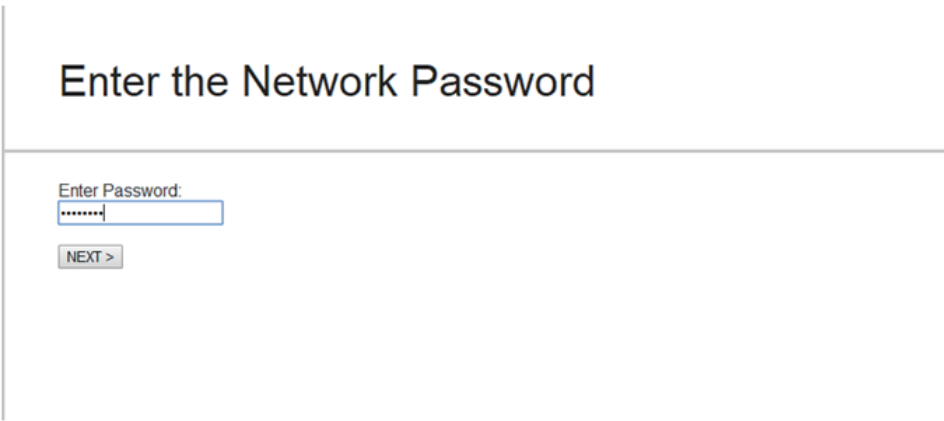 Enter the Network Password
Enter Password:
••••••••
NEXT >